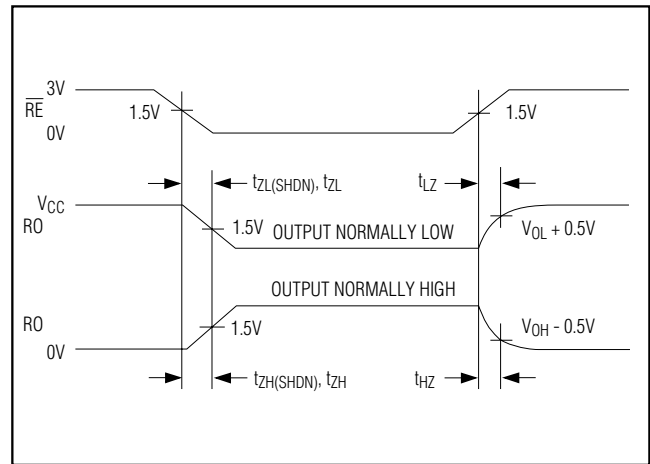 3V
RE
0V
1.5V
1.5V
tZL(SHDN), tZL
tLZ
VCC
RO
1.5V
OUTPUT NORMALLY LOW
VOL + 0.5V
OUTPUT NORMALLY HIGH
RO
0V
1.5V
VOH - 0.5V
tZH(SHDN), tZH
tHZ